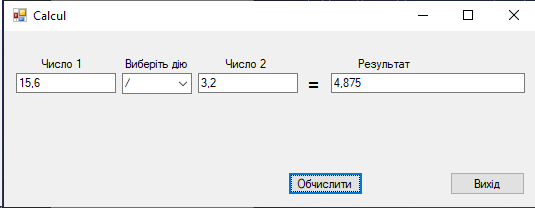 Calcul
Число 1 Виберіть дію Число 2 Результат
15,6 / 3,2 = 4,875
Обчислити Вихід